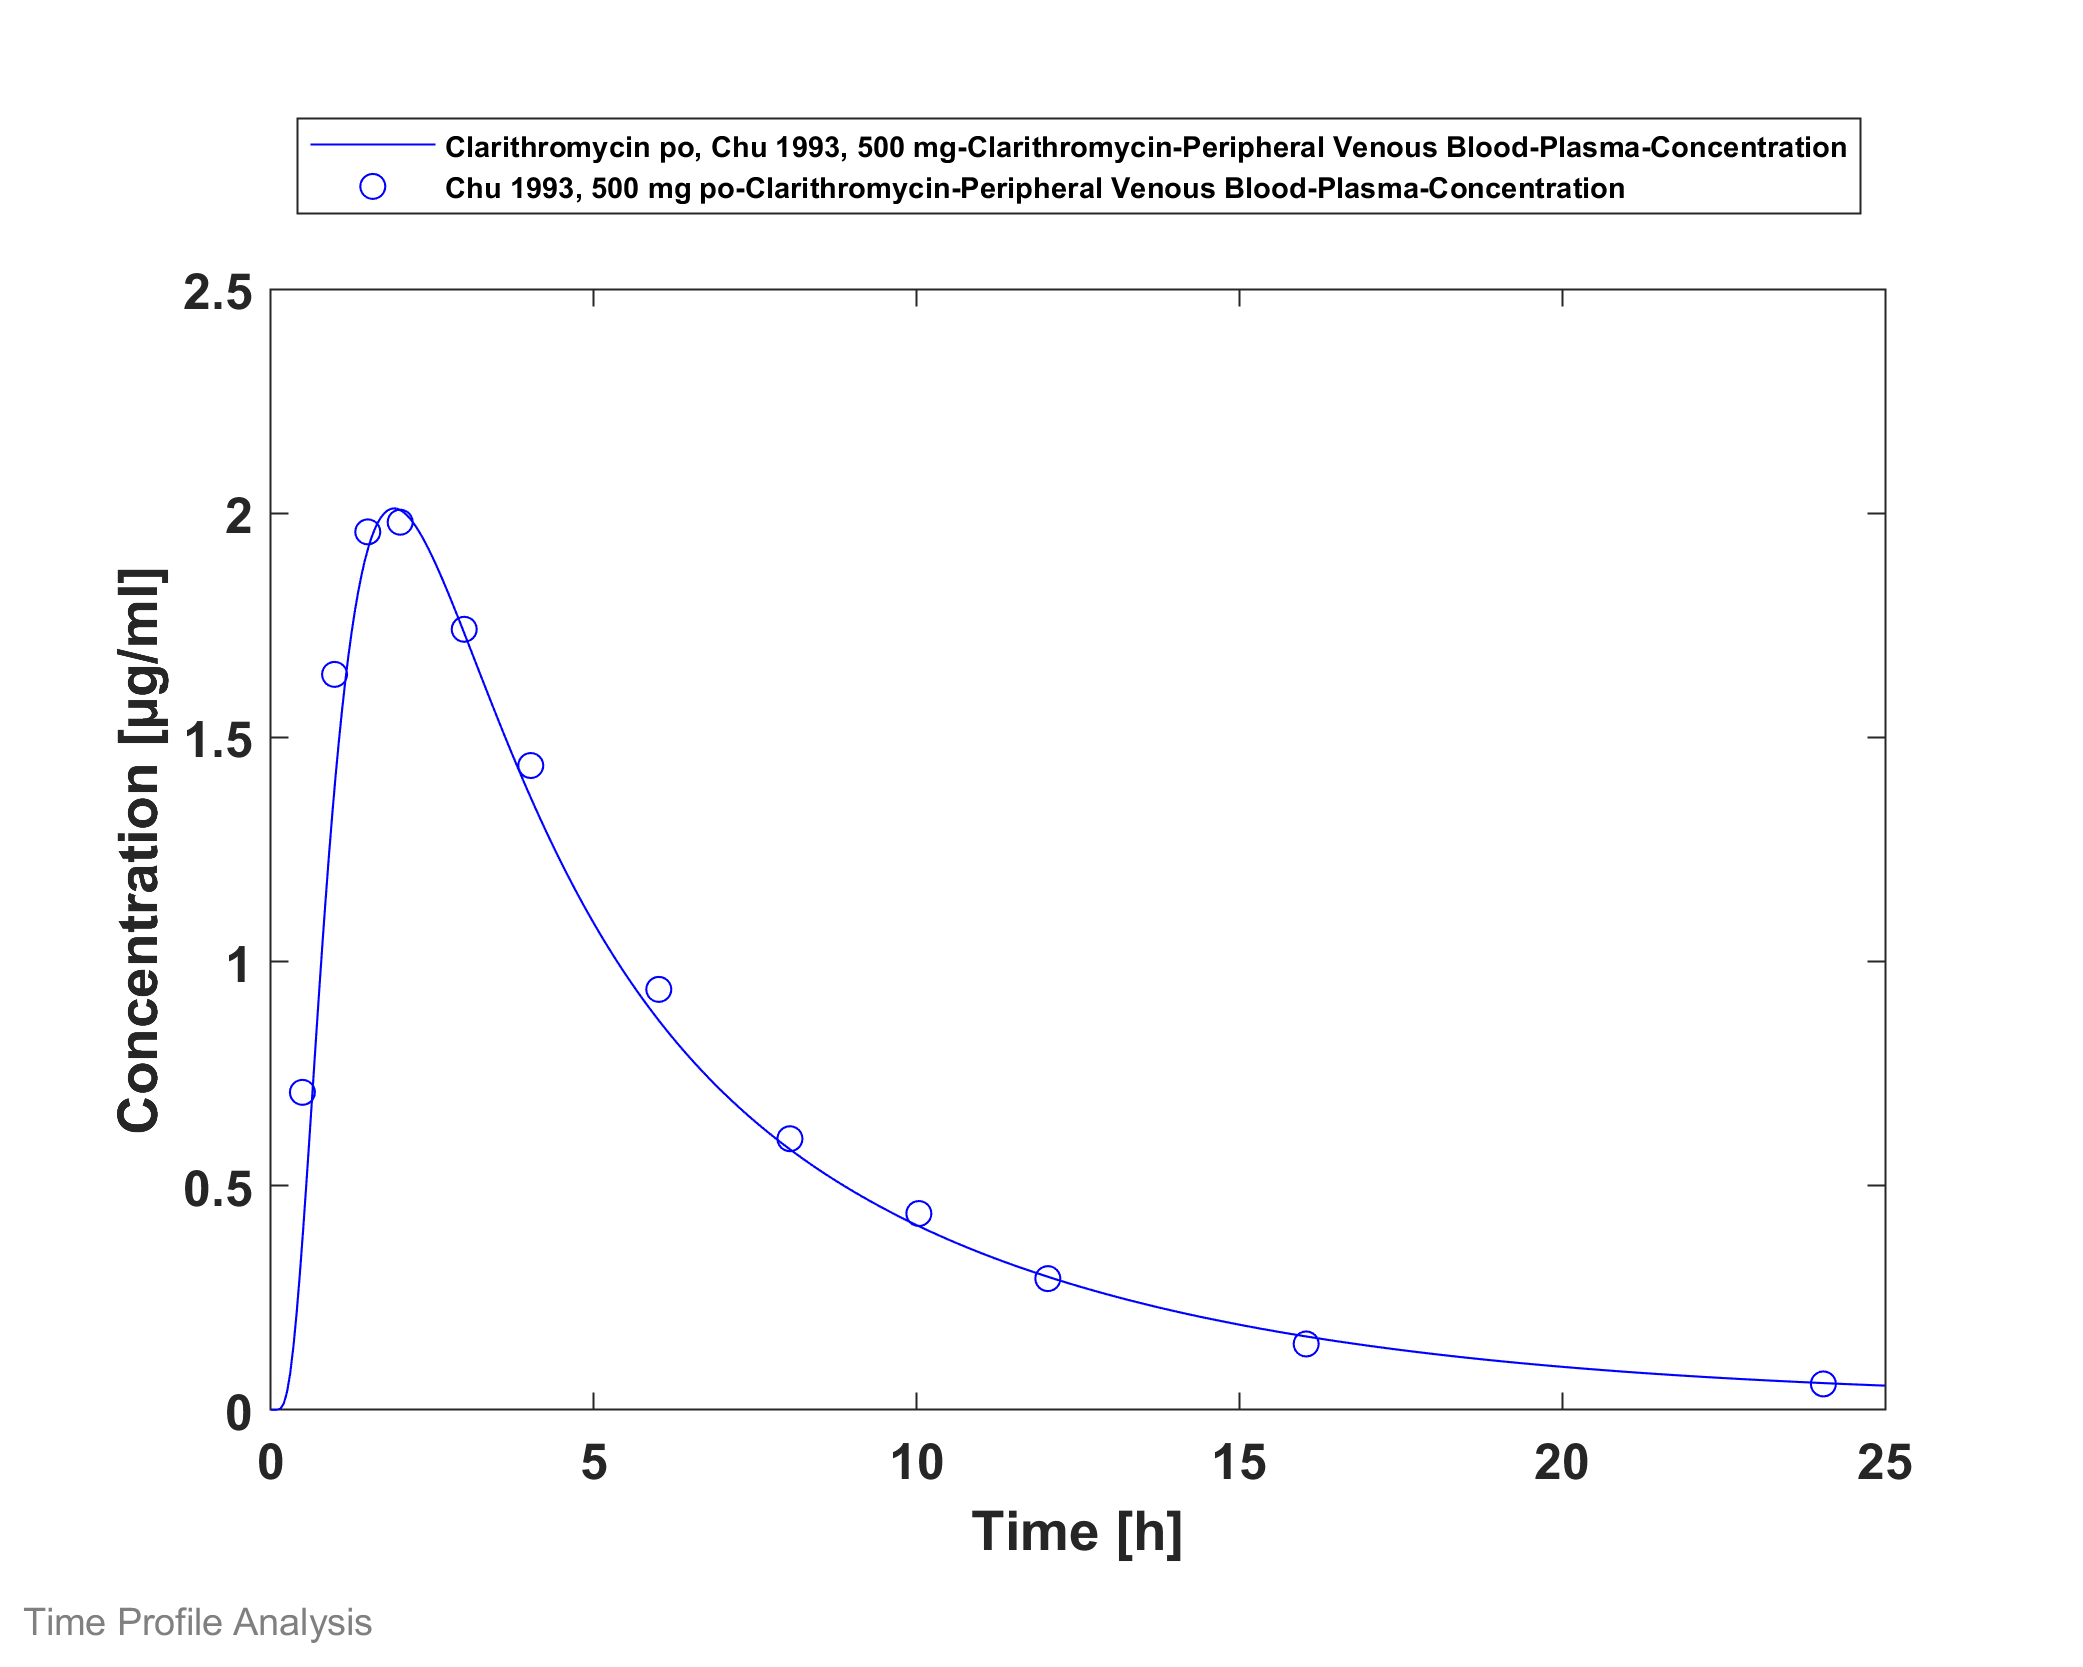 Clarithromycin po, Chu 1993, 500 mg-Clarithromycin-Peripheral Venous Blood-Plasma-Concentration
Chu 1993, 500 mg po-Clarithromycin-Peripheral Venous Blood-Plasma-Concentration
2.5
2
1.5
1
0.5
0
Concentration [µg/ml]
0 5 10 15 20 25
Time [h]
Time Profile Analysis